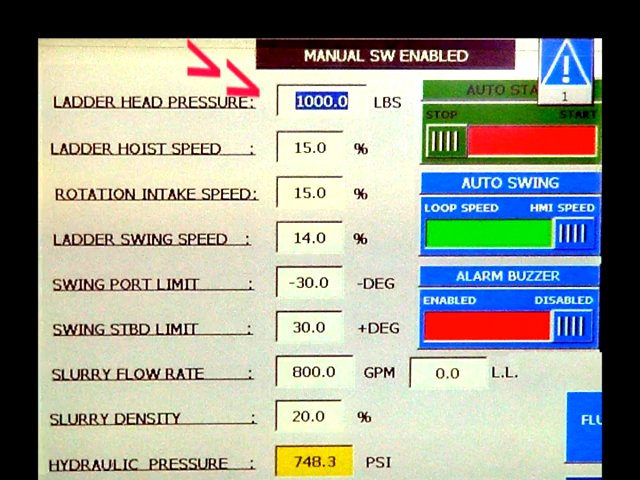 MANUAL SW ENABLED
1
LADDER HEAD PRESSURE: 1000.0 LBS
LADDER HOIST SPEED : 15.0 %
ROTATION INTAKE SPEED: 15.0 %
LADDER SWING SPEED : 14.0 %
SWING PORT LIMIT : -30.0 -DEG
SWING STBD LIMIT : 30.0 +DEG
SLURRY FLOW RATE : 800.0 GPM 0.0 L.L.
SLURRY DENSITY : 20.0 %
HYDRAULIC PRESSURE : 748.3 PSI
AUTO STA
STOP START
AUTO SWING
LOOP SPEED HMI SPEED
ALARM BUZZER
ENABLED DISABLED
FLU